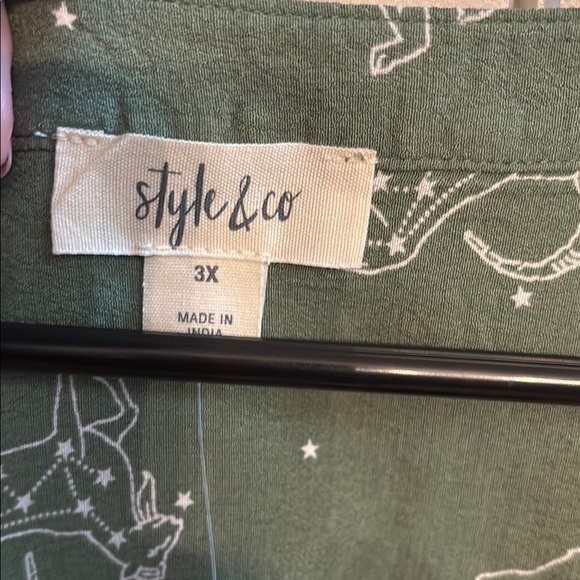 style & co
3X
MADE IN
INDIA